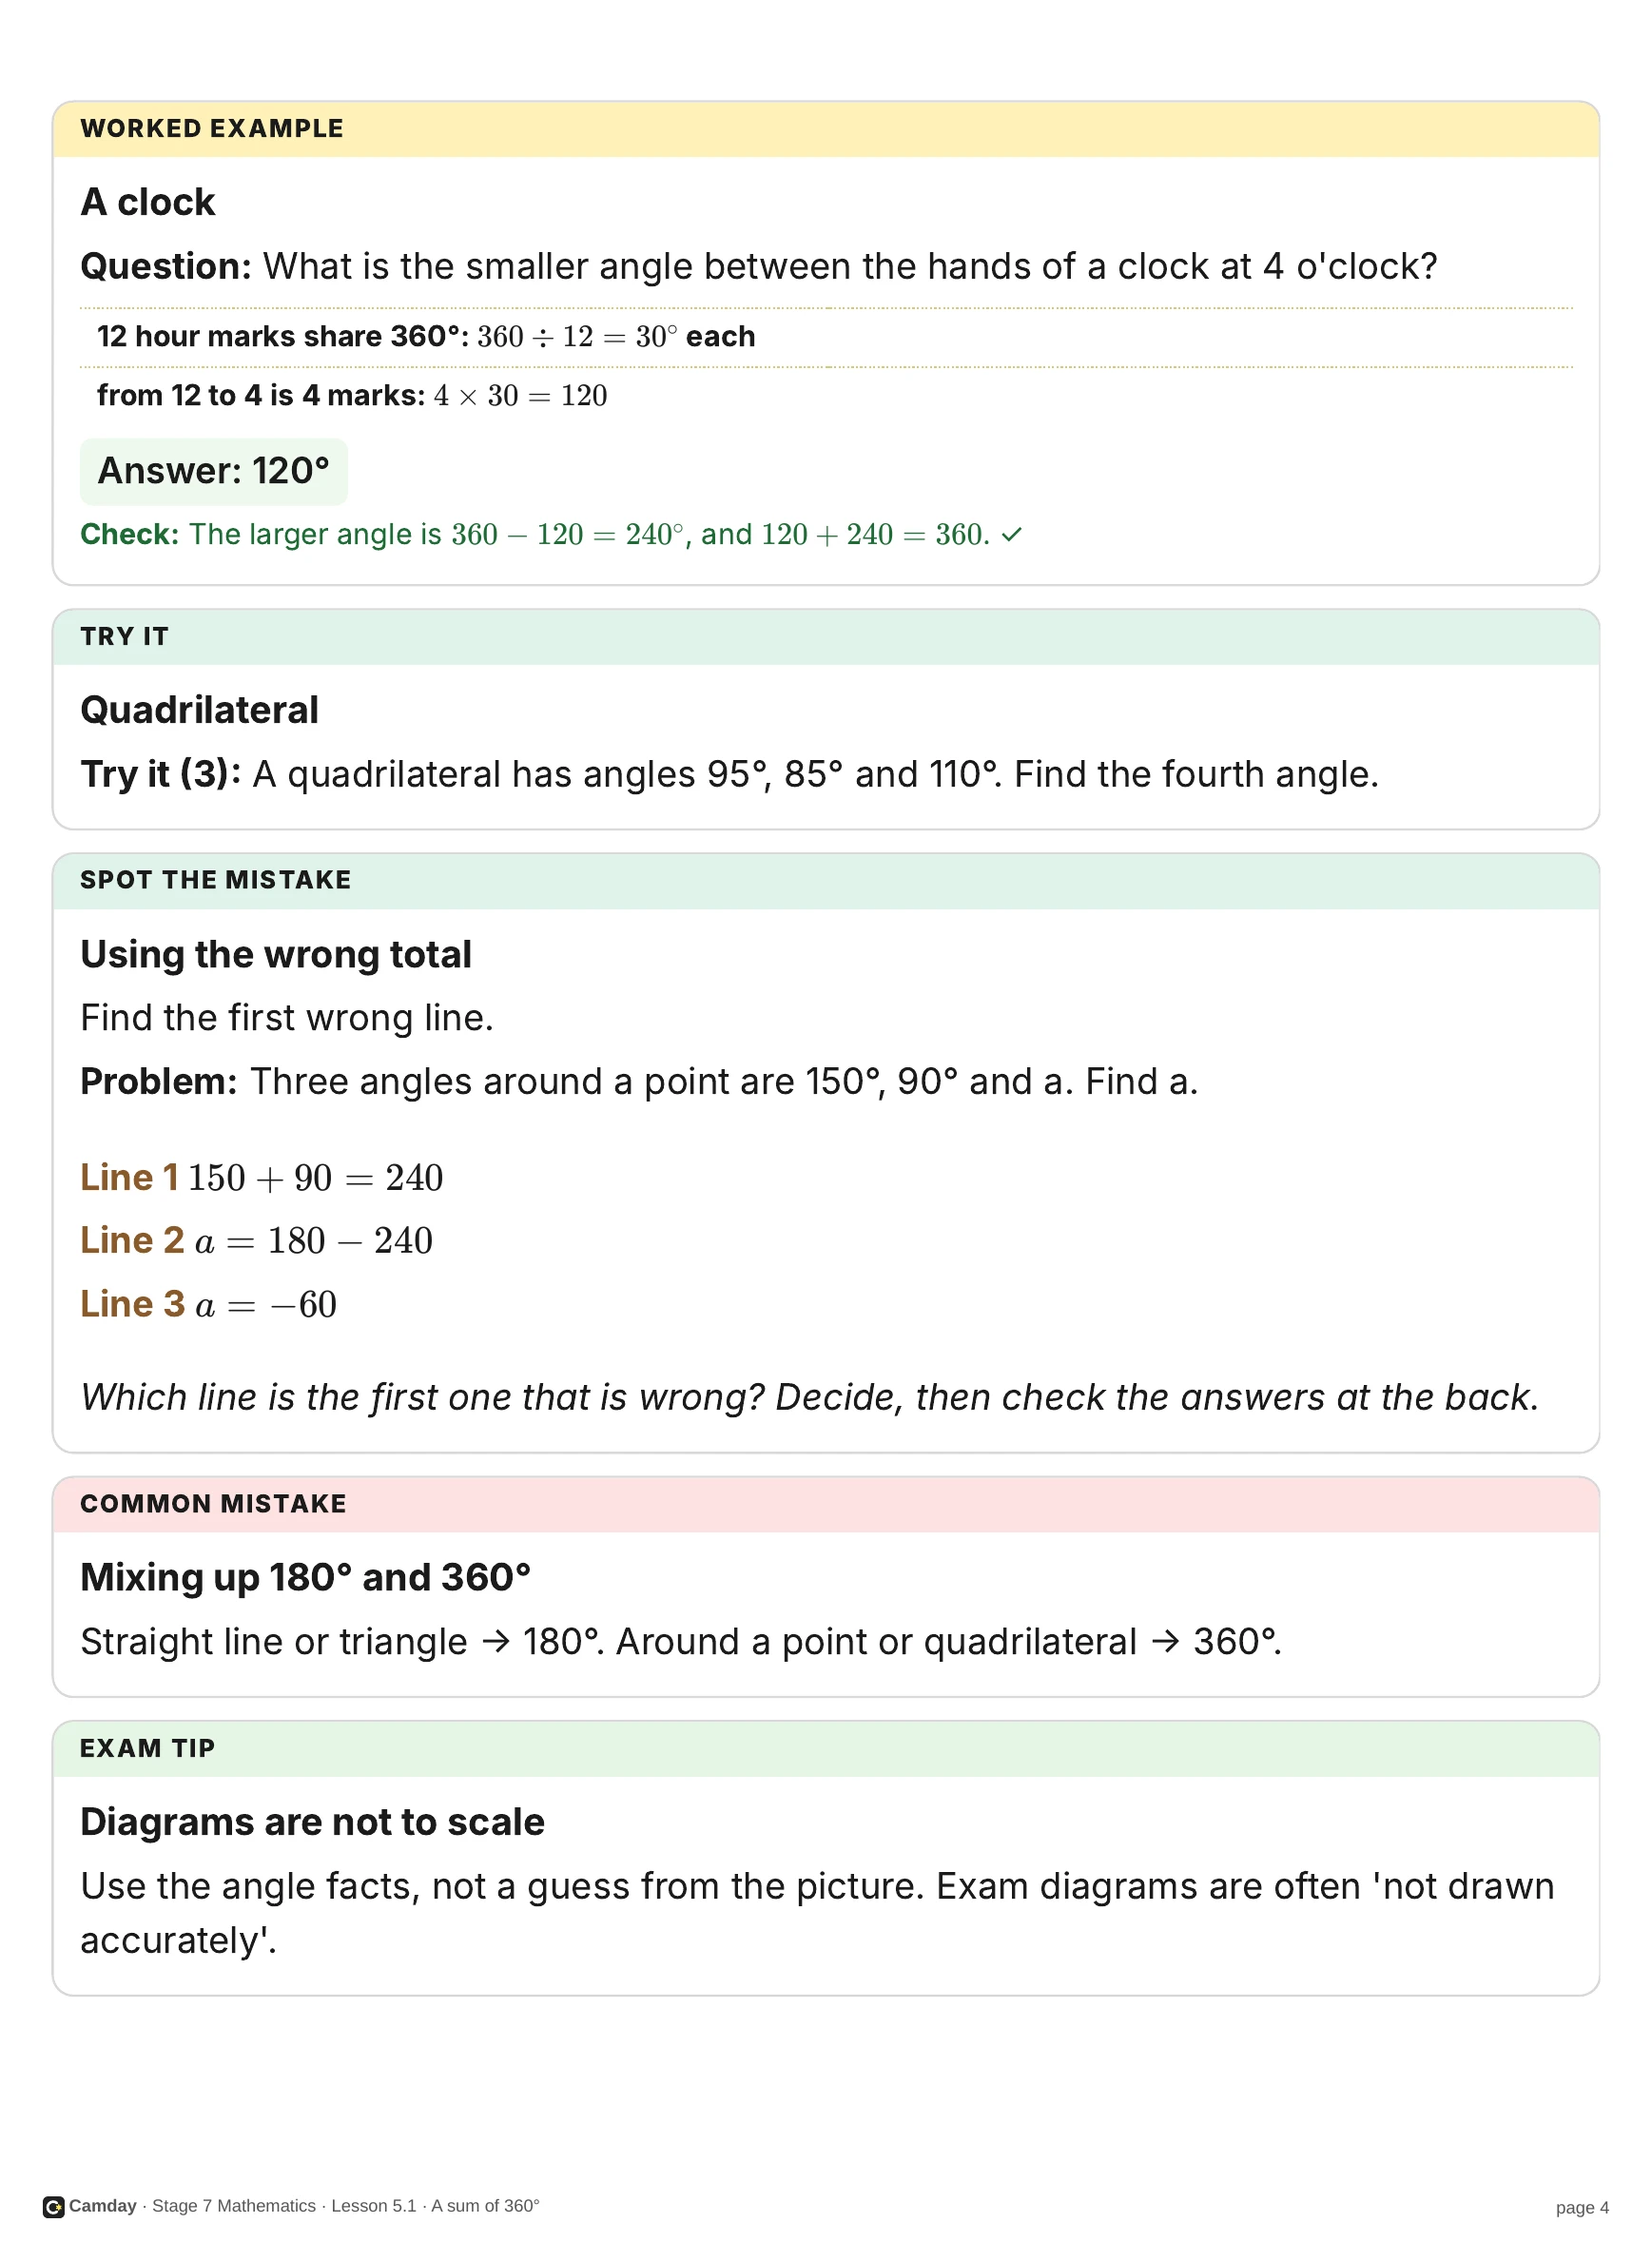 WORKED EXAMPLE
A clock
Question: What is the smaller angle between the hands of a clock at 4 o'clock?
12 hour marks share 360°: 360 ÷ 12 = 30° each
from 12 to 4 is 4 marks: 4 × 30 = 120
Answer: 120°
Check: The larger angle is 360 − 120 = 240°, and 120 + 240 = 360. ✓
TRY IT
Quadrilateral
Try it (3): A quadrilateral has angles 95°, 85° and 110°. Find the fourth angle.
SPOT THE MISTAKE
Using the wrong total
Find the first wrong line.
Problem: Three angles around a point are 150°, 90° and a. Find a.
Line 1 150 + 90 = 240
Line 2 a = 180 − 240
Line 3 a = −60
Which line is the first one that is wrong? Decide, then check the answers at the back.
COMMON MISTAKE
Mixing up 180° and 360°
Straight line or triangle → 180°. Around a point or quadrilateral → 360°.
EXAM TIP
Diagrams are not to scale
Use the angle facts, not a guess from the picture. Exam diagrams are often 'not drawn
accurately'.
Camday · Stage 7 Mathematics · Lesson 5.1 · A sum of 360°
page 4